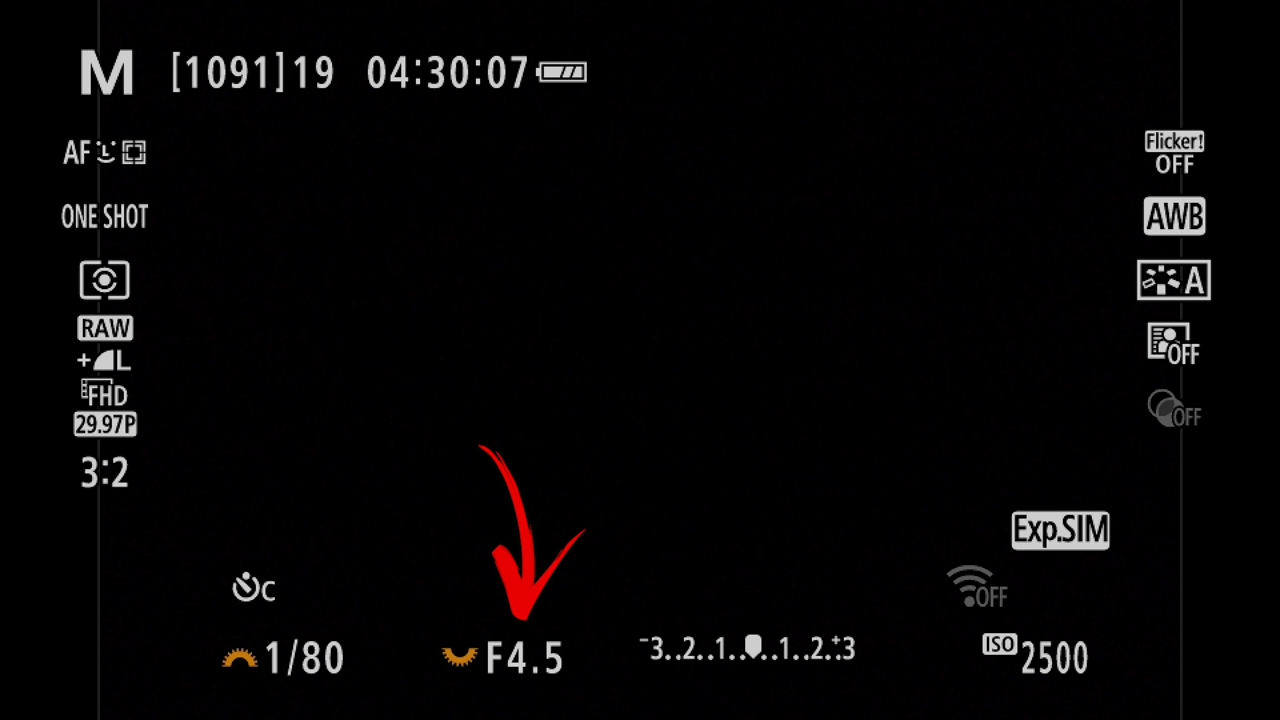 M [1091]19 04:30:07
AF
ONE SHOT
RAW
+L
FHD
29.97P
3:2
Flicker!
OFF
AWB
A
OFF
OFF
Exp.SIM
OFF
C
1/80 F4.5 -3..2..1....1..2.+3 ISO 2500